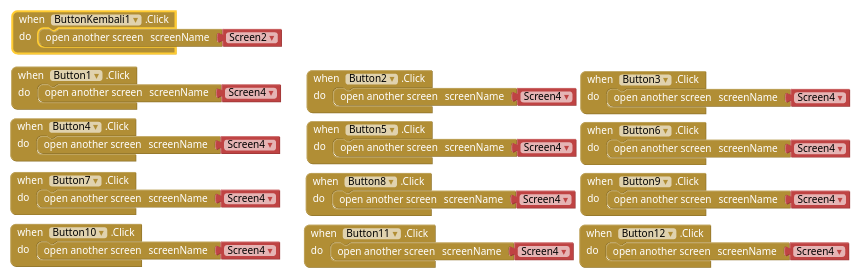 when ButtonKembali1 .Click
do open another screen screenName Screen2
when Button1 .Click
do open another screen screenName Screen4
when Button2 .Click
do open another screen screenName Screen4
when Button3 .Click
do open another screen screenName Screen4
when Button4 .Click
do open another screen screenName Screen4
when Button5 .Click
do open another screen screenName Screen4
when Button6 .Click
do open another screen screenName Screen4
when Button7 .Click
do open another screen screenName Screen4
when Button8 .Click
do open another screen screenName Screen4
when Button9 .Click
do open another screen screenName Screen4
when Button10 .Click
do open another screen screenName Screen4
when Button11 .Click
do open another screen screenName Screen4
when Button12 .Click
do open another screen screenName Screen4